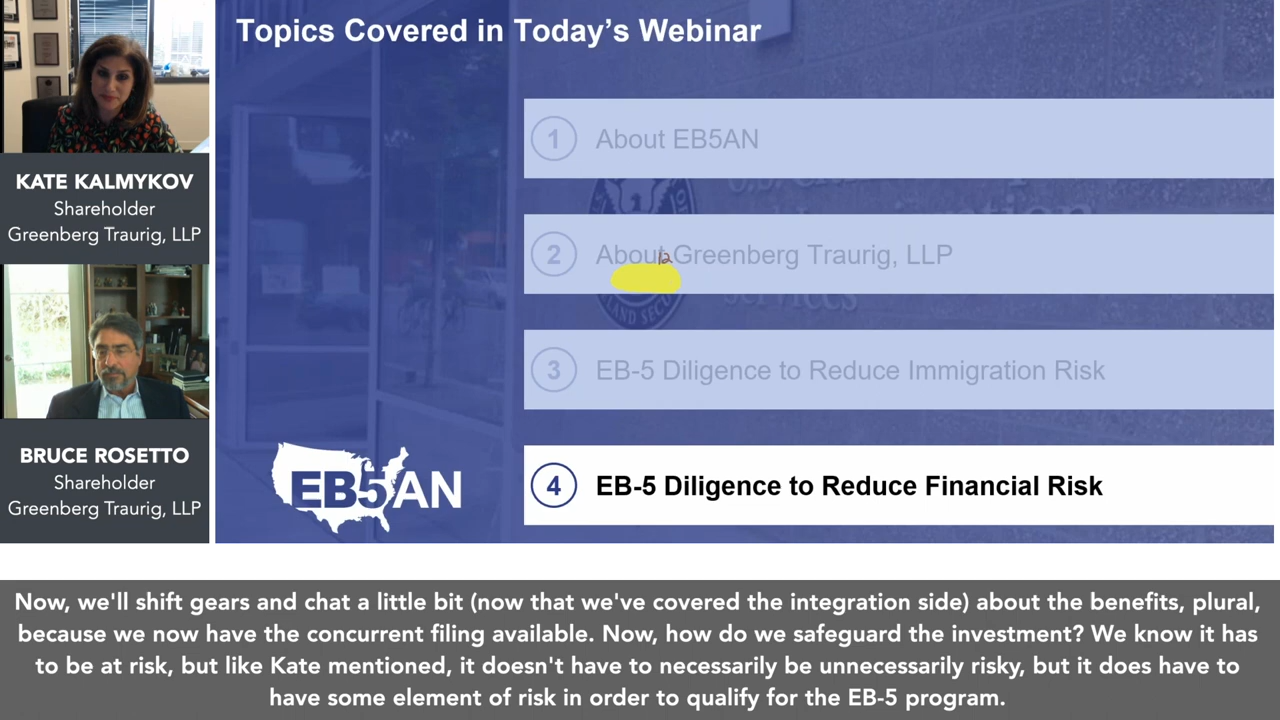 Topics Covered in Today's Webinar
1 About EB5AN
2 About Greenberg Traurig, LLP
3 EB-5 Diligence to Reduce Immigration Risk
4 EB-5 Diligence to Reduce Financial Risk
EB5AN
KATE KALMYKOV
Shareholder
Greenberg Traurig, LLP
BRUCE ROSETTO
Shareholder
Greenberg Traurig, LLP
Now, we'll shift gears and chat a little bit (now that we've covered the integration side) about the benefits, plural,
because we now have the concurrent filing available. Now, how do we safeguard the investment? We know it has
to be at risk, but like Kate mentioned, it doesn't have to necessarily be unnecessarily risky, but it does have to
have some element of risk in order to qualify for the EB-5 program.